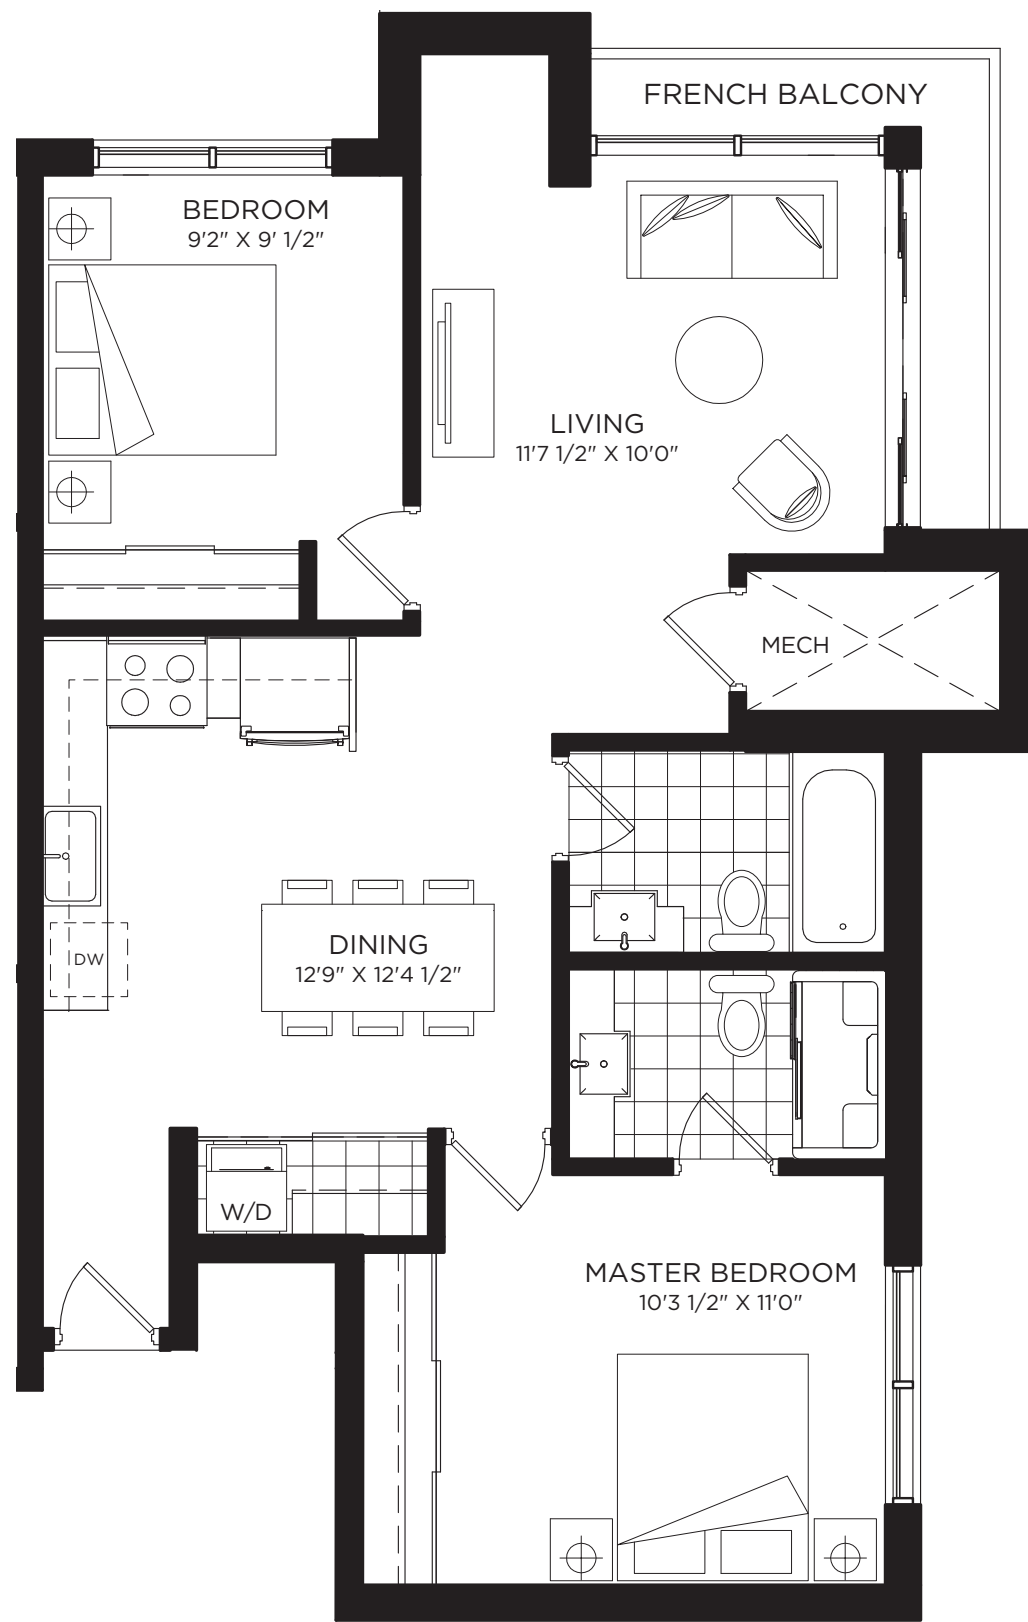 FRENCH BALCONY
BEDROOM
9'2" X 9' 1/2"
LIVING
11'7 1/2" X 10'0"
MECH
DINING
12'9" X 12'4 1/2"
DW
W/D
MASTER BEDROOM
10'3 1/2" X 11'0"